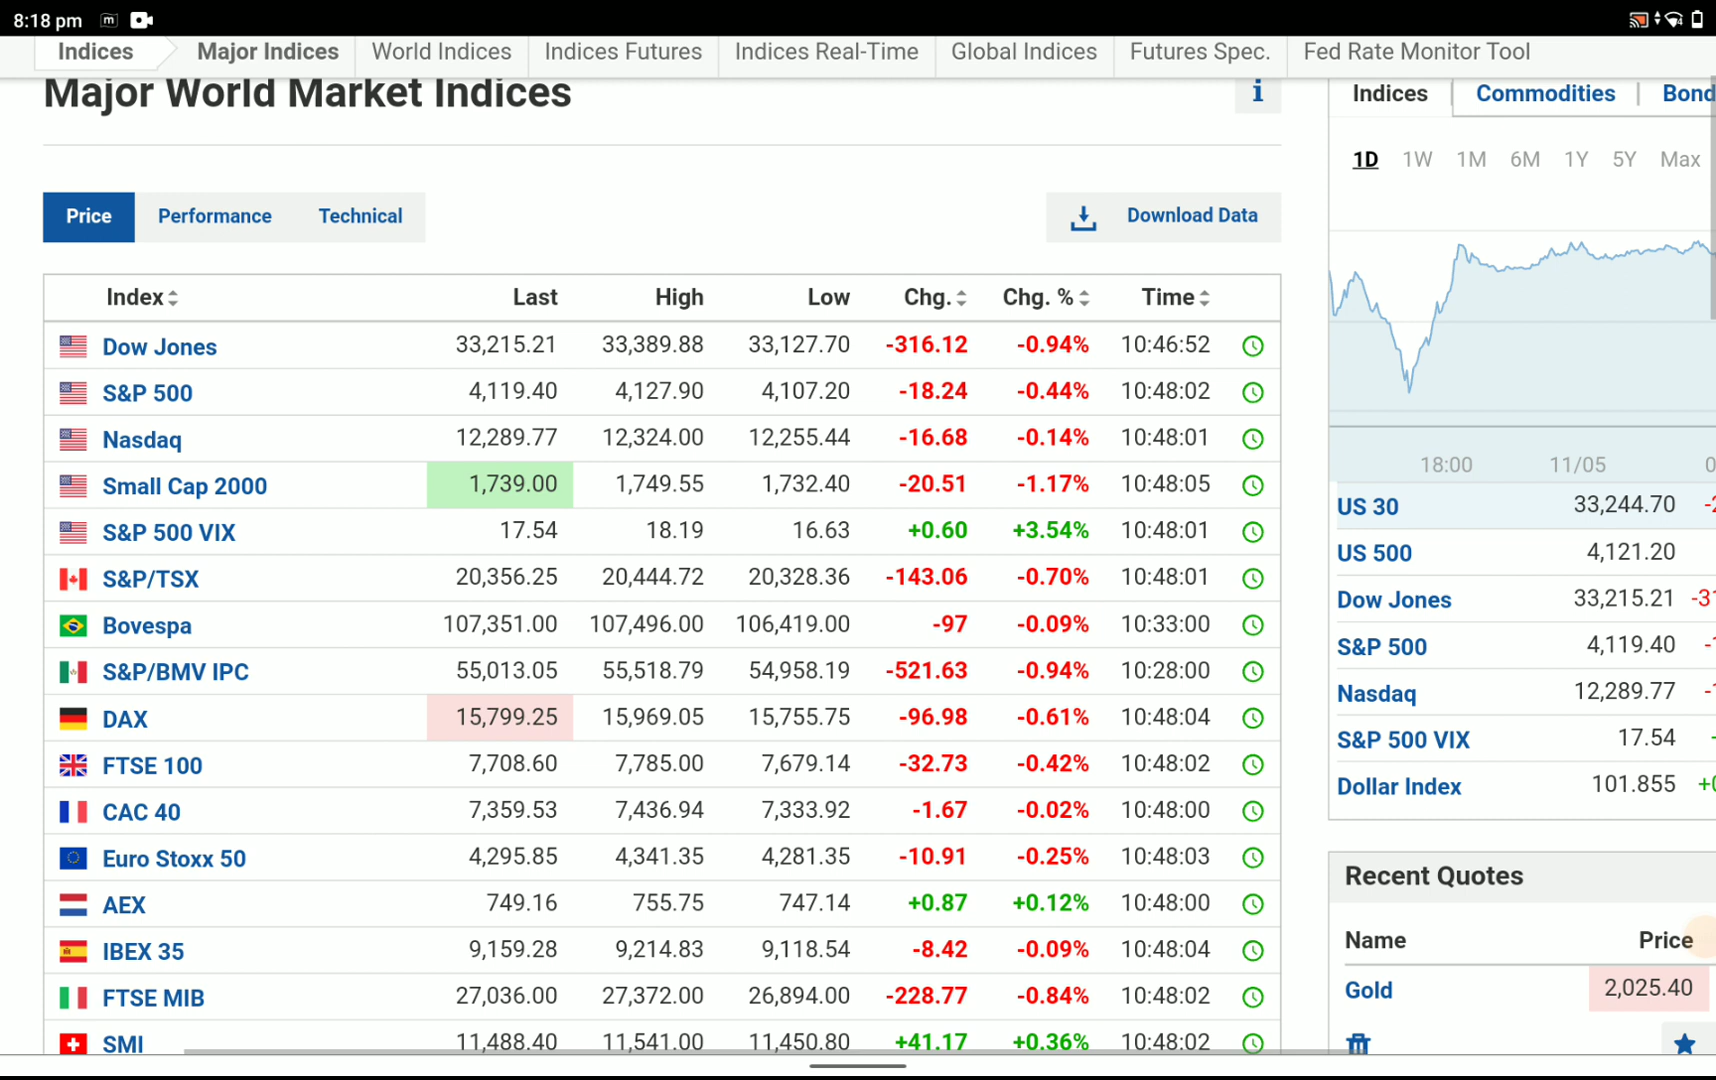 8:18 pm m
Indices Major Indices World Indices Indices Futures Indices Real-Time Global Indices Futures Spec. Fed Rate Monitor Tool
Major World Market Indices i
Price Performance Technical Download Data
Index Last High Low Chg. Chg. % Time
Dow Jones 33,215.21 33,389.88 33,127.70 -316.12 -0.94% 10:46:52
S&P 500 4,119.40 4,127.90 4,107.20 -18.24 -0.44% 10:48:02
Nasdaq 12,289.77 12,324.00 12,255.44 -16.68 -0.14% 10:48:01
Small Cap 2000 1,739.00 1,749.55 1,732.40 -20.51 -1.17% 10:48:05
S&P 500 VIX 17.54 18.19 16.63 +0.60 +3.54% 10:48:01
S&P/TSX 20,356.25 20,444.72 20,328.36 -143.06 -0.70% 10:48:01
Bovespa 107,351.00 107,496.00 106,419.00 -97 -0.09% 10:33:00
S&P/BMV IPC 55,013.05 55,518.79 54,958.19 -521.63 -0.94% 10:28:00
DAX 15,799.25 15,969.05 15,755.75 -96.98 -0.61% 10:48:04
FTSE 100 7,708.60 7,785.00 7,679.14 -32.73 -0.42% 10:48:02
CAC 40 7,359.53 7,436.94 7,333.92 -1.67 -0.02% 10:48:00
Euro Stoxx 50 4,295.85 4,341.35 4,281.35 -10.91 -0.25% 10:48:03
AEX 749.16 755.75 747.14 +0.87 +0.12% 10:48:00
IBEX 35 9,159.28 9,214.83 9,118.54 -8.42 -0.09% 10:48:04
FTSE MIB 27,036.00 27,372.00 26,894.00 -228.77 -0.84% 10:48:02
SMI 11,488.40 11,541.00 11,450.80 +41.17 +0.36% 10:48:02
Indices Commodities Bond
1D 1W 1M 6M 1Y 5Y Max
18:00 11/05 0
US 30 33,244.70 -2
US 500 4,121.20
Dow Jones 33,215.21 -31
S&P 500 4,119.40 -1
Nasdaq 12,289.77 -1
S&P 500 VIX 17.54
Dollar Index 101.855 +0
Recent Quotes
Name Price
Gold 2,025.40